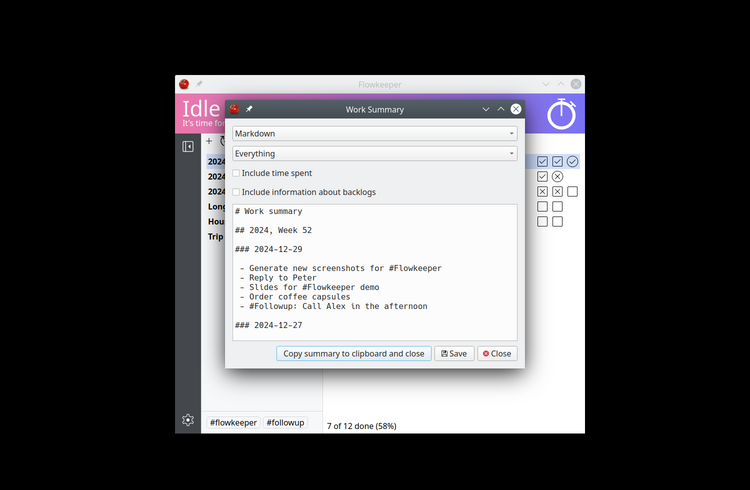 Flowkeeper
Idle
It's time for
Work Summary
Markdown
Everything
Include time spent
Include information about backlogs
# Work summary
## 2024, Week 52
### 2024-12-29
- Generate new screenshots for #Flowkeeper
- Reply to Peter
- Slides for #Flowkeeper demo
- Order coffee capsules
- #Followup: Call Alex in the afternoon
### 2024-12-27
Copy summary to clipboard and close
Save
Close
2024
2024
2024
Long
Hou
Trip
#flowkeeper #followup
7 of 12 done (58%)